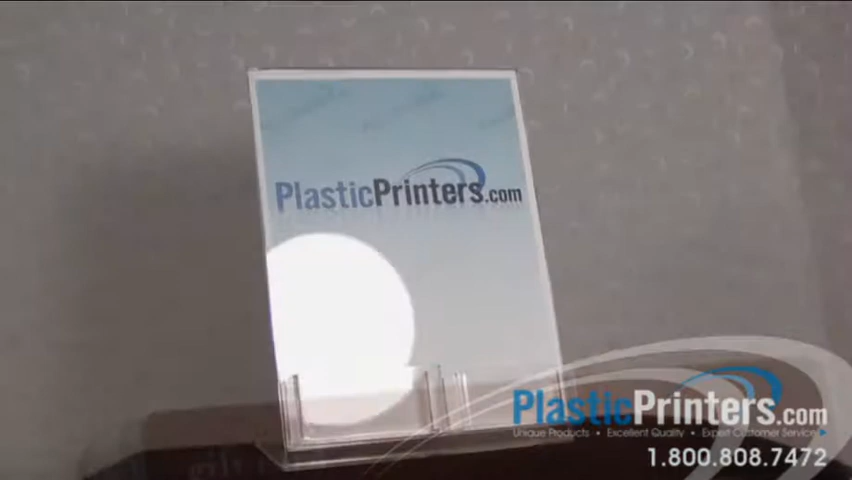 PlasticPrinters.com
PlasticPrinters.com
Unique Products • Excellent Quality • Expert Customer Service
1.800.808.7472